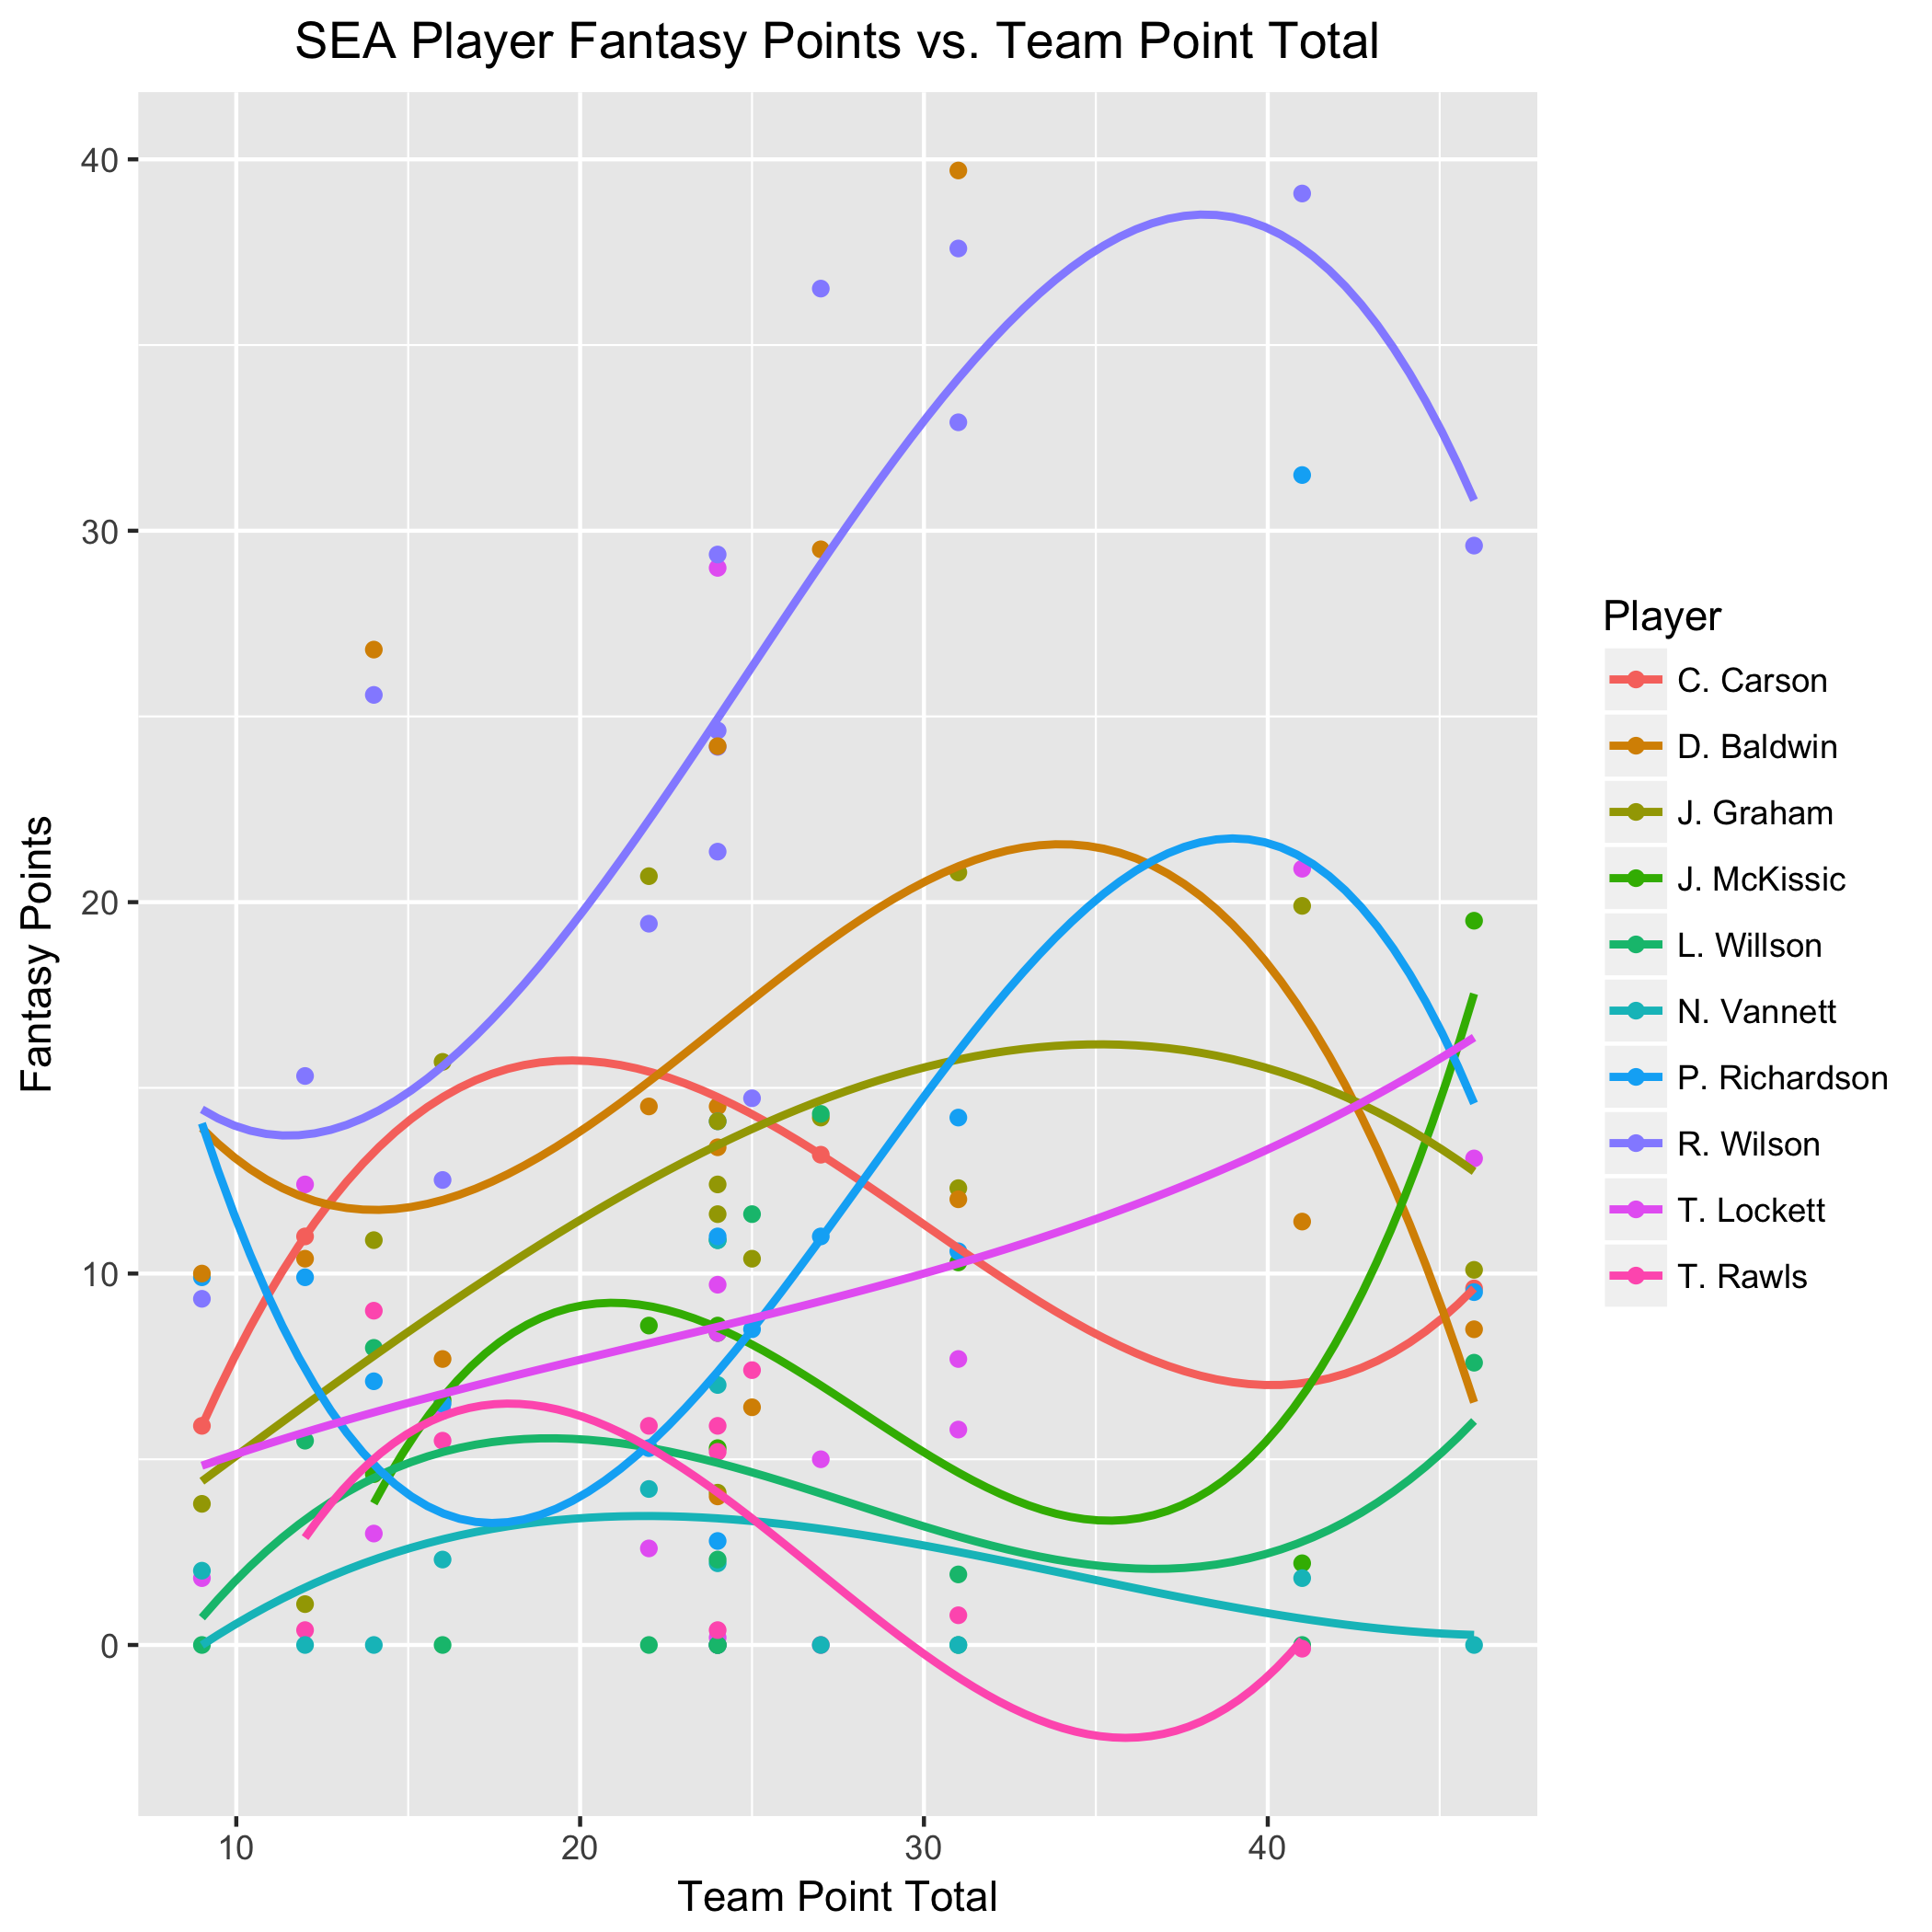 SEA Player Fantasy Points vs. Team Point Total
40
30
20
10
0
Fantasy Points
10 20 30 40
Team Point Total
Player
C. Carson
D. Baldwin
J. Graham
J. McKissic
L. Willson
N. Vannett
P. Richardson
R. Wilson
T. Lockett
T. Rawls